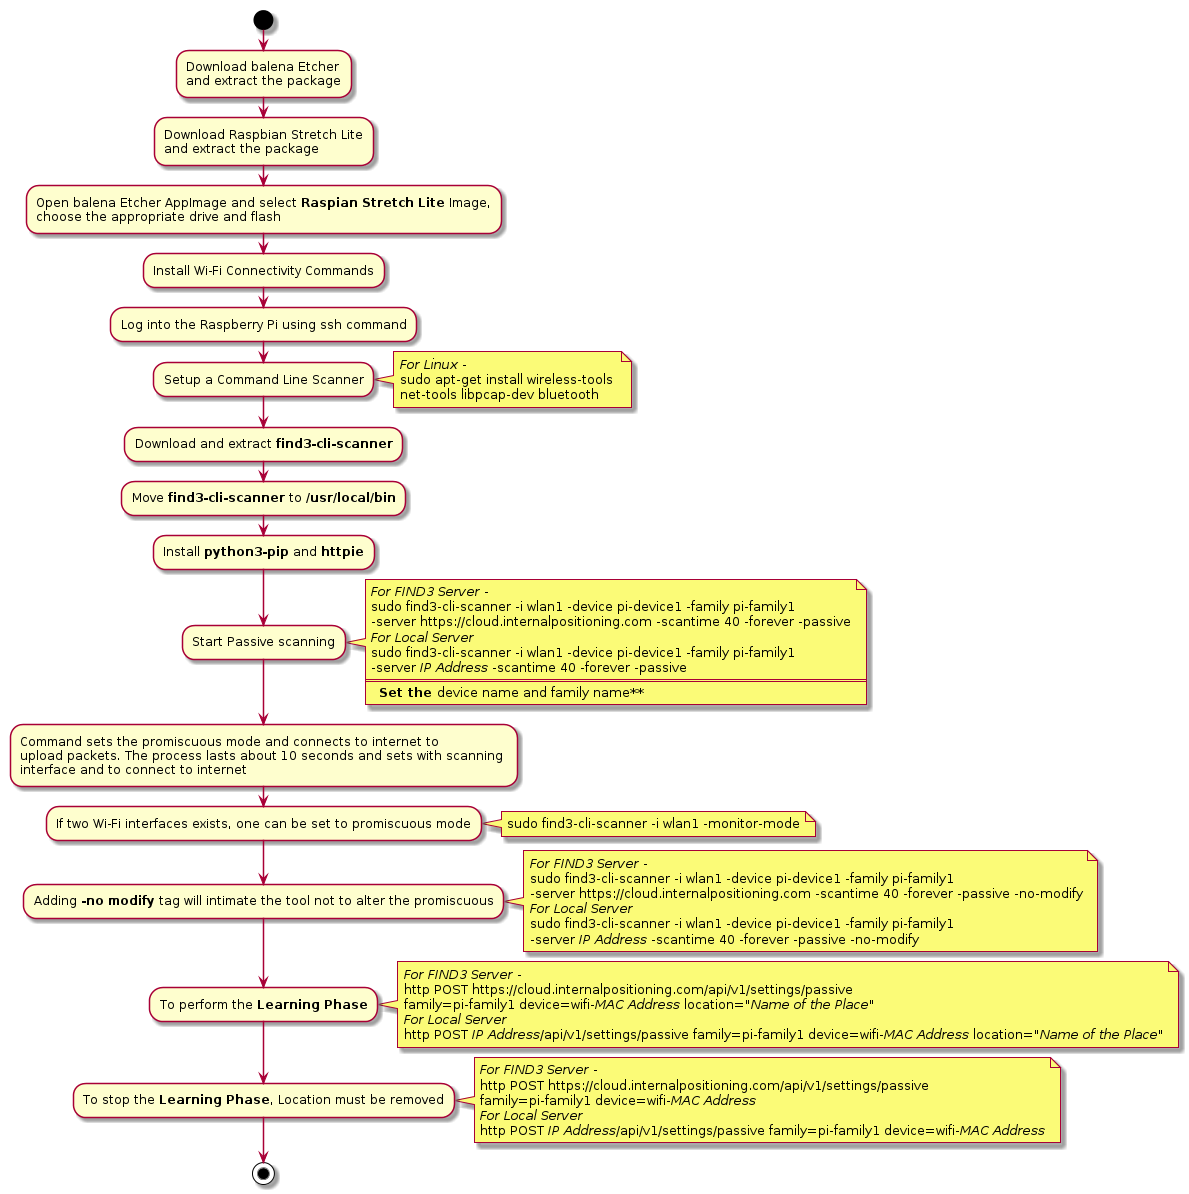 Download balena Etcher
and extract the package
Download Raspbian Stretch Lite
and extract the package
Open balena Etcher AppImage and select Raspian Stretch Lite Image,
choose the appropriate drive and flash
Install Wi-Fi Connectivity Commands
Log into the Raspberry Pi using ssh command
Setup a Command Line Scanner
For Linux -
sudo apt-get install wireless-tools
net-tools libpcap-dev bluetooth
Download and extract find3-cli-scanner
Move find3-cli-scanner to /usr/local/bin
Install python3-pip and httpie
Start Passive scanning
For FIND3 Server -
sudo find3-cli-scanner -i wlan1 -device pi-device1 -family pi-family1
-server https://cloud.internalpositioning.com -scantime 40 -forever -passive
For Local Server
sudo find3-cli-scanner -i wlan1 -device pi-device1 -family pi-family1
-server IP Address -scantime 40 -forever -passive
Set the device name and family name**
Command sets the promiscuous mode and connects to internet to
upload packets. The process lasts about 10 seconds and sets with scanning
interface and to connect to internet
If two Wi-Fi interfaces exists, one can be set to promiscuous mode
sudo find3-cli-scanner -i wlan1 -monitor-mode
Adding -no modify tag will intimate the tool not to alter the promiscuous
For FIND3 Server -
sudo find3-cli-scanner -i wlan1 -device pi-device1 -family pi-family1
-server https://cloud.internalpositioning.com -scantime 40 -forever -passive -no-modify
For Local Server
sudo find3-cli-scanner -i wlan1 -device pi-device1 -family pi-family1
-server IP Address -scantime 40 -forever -passive -no-modify
To perform the Learning Phase
For FIND3 Server -
http POST https://cloud.internalpositioning.com/api/v1/settings/passive
family=pi-family1 device=wifi-MAC Address location="Name of the Place"
For Local Server
http POST IP Address/api/v1/settings/passive family=pi-family1 device=wifi-MAC Address location="Name of the Place"
To stop the Learning Phase, Location must be removed
For FIND3 Server -
http POST https://cloud.internalpositioning.com/api/v1/settings/passive
family=pi-family1 device=wifi-MAC Address
For Local Server
http POST IP Address/api/v1/settings/passive family=pi-family1 device=wifi-MAC Address